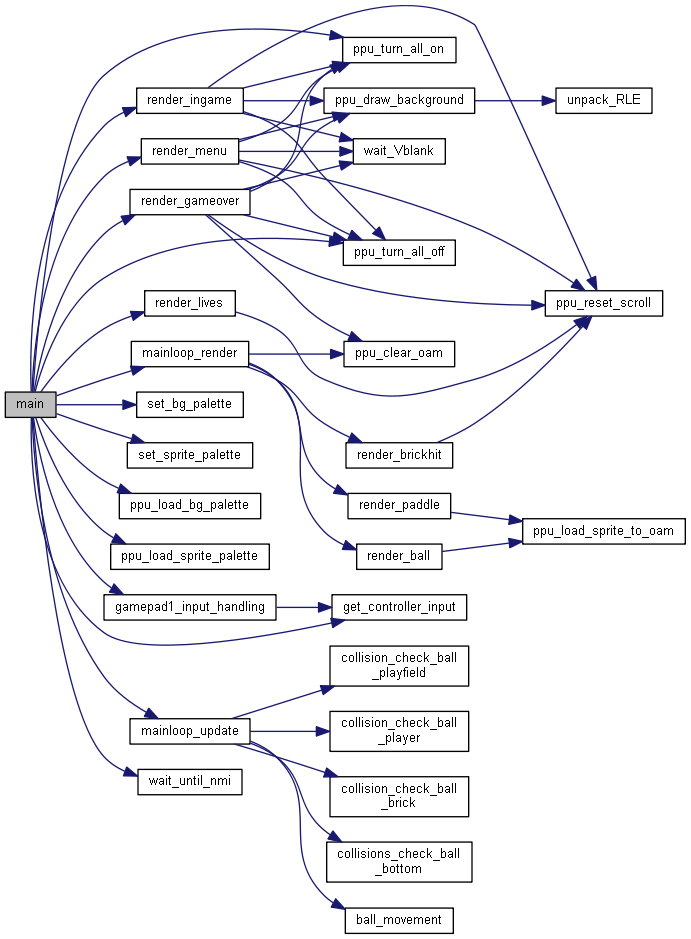 main
render_ingame
render_menu
render_gameover
render_lives
mainloop_render
set_bg_palette
set_sprite_palette
ppu_load_bg_palette
ppu_load_sprite_palette
gamepad1_input_handling
mainloop_update
wait_until_nmi
ppu_turn_all_on
ppu_draw_background
wait_Vblank
ppu_turn_all_off
ppu_clear_oam
render_brickhit
render_paddle
render_ball
get_controller_input
collision_check_ball
_playfield
collision_check_ball
_player
collision_check_ball
_brick
collisions_check_ball
_bottom
ball_movement
unpack_RLE
ppu_reset_scroll
ppu_load_sprite_to_oam